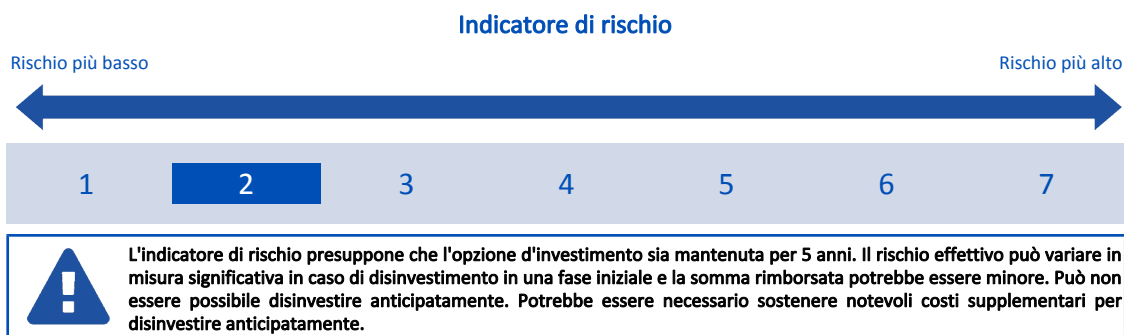 Indicatore di rischio
Rischio più basso
Rischio più alto
1 2 3 4 5 6 7
L'indicatore di rischio presuppone che l'opzione d'investimento sia mantenuta per 5 anni. Il rischio effettivo può variare in
misura significativa in caso di disinvestimento in una fase iniziale e la somma rimborsata potrebbe essere minore. Può non
essere possibile disinvestire anticipatamente. Potrebbe essere necessario sostenere notevoli costi supplementari per
disinvestire anticipatamente.